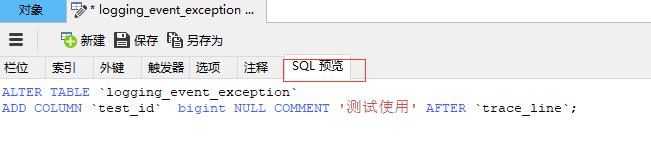 对象 * logging_event_exception ...
新建 保存 另存为
栏位 索引 外键 触发器 选项 注释 SQL 预览
ALTER TABLE `logging_event_exception`
ADD COLUMN `test_id`  bigint NULL COMMENT '测试使用' AFTER `trace_line`;